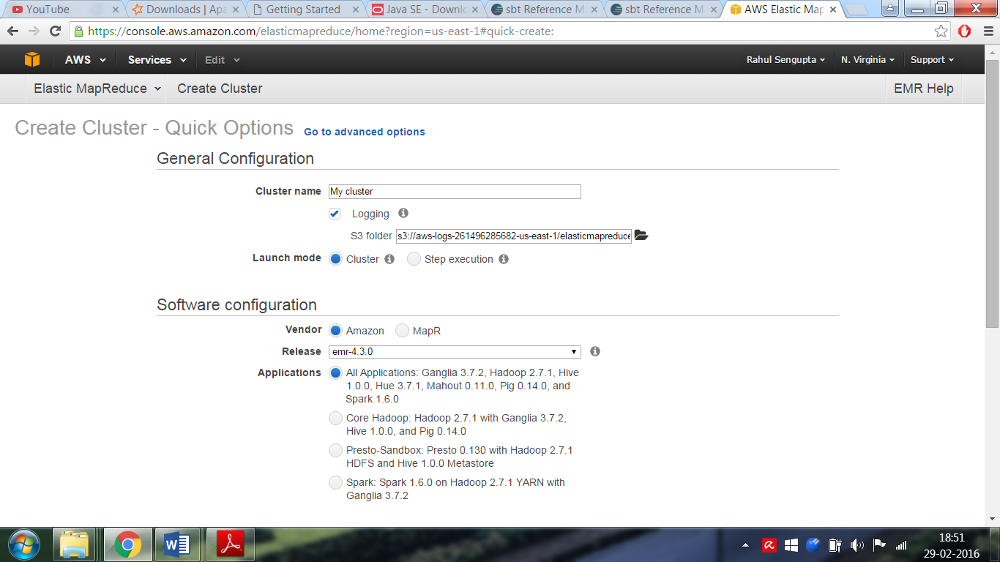 YouTube
Downloads | Apa
Getting Started
Java SE - Downl
sbt Reference M
sbt Reference M
AWS Elastic Map
https://console.aws.amazon.com/elasticmapreduce/home?region=us-east-1#quick-create:
AWS Services Edit Rahul Sengupta N. Virginia Support
Elastic MapReduce Create Cluster EMR Help
Create Cluster - Quick Options Go to advanced options
General Configuration
Cluster name My cluster
Logging
S3 folder s3://aws-logs-261496285682-us-east-1/elasticmapreduce
Launch mode Cluster Step execution
Software configuration
Vendor Amazon MapR
Release emr-4.3.0
Applications All Applications: Ganglia 3.7.2, Hadoop 2.7.1, Hive
1.0.0, Hue 3.7.1, Mahout 0.11.0, Pig 0.14.0, and
Spark 1.6.0
Core Hadoop: Hadoop 2.7.1 with Ganglia 3.7.2,
Hive 1.0.0, and Pig 0.14.0
Presto-Sandbox: Presto 0.130 with Hadoop 2.7.1
HDFS and Hive 1.0.0 Metastore
Spark: Spark 1.6.0 on Hadoop 2.7.1 YARN with
Ganglia 3.7.2
18:51
29-02-2016